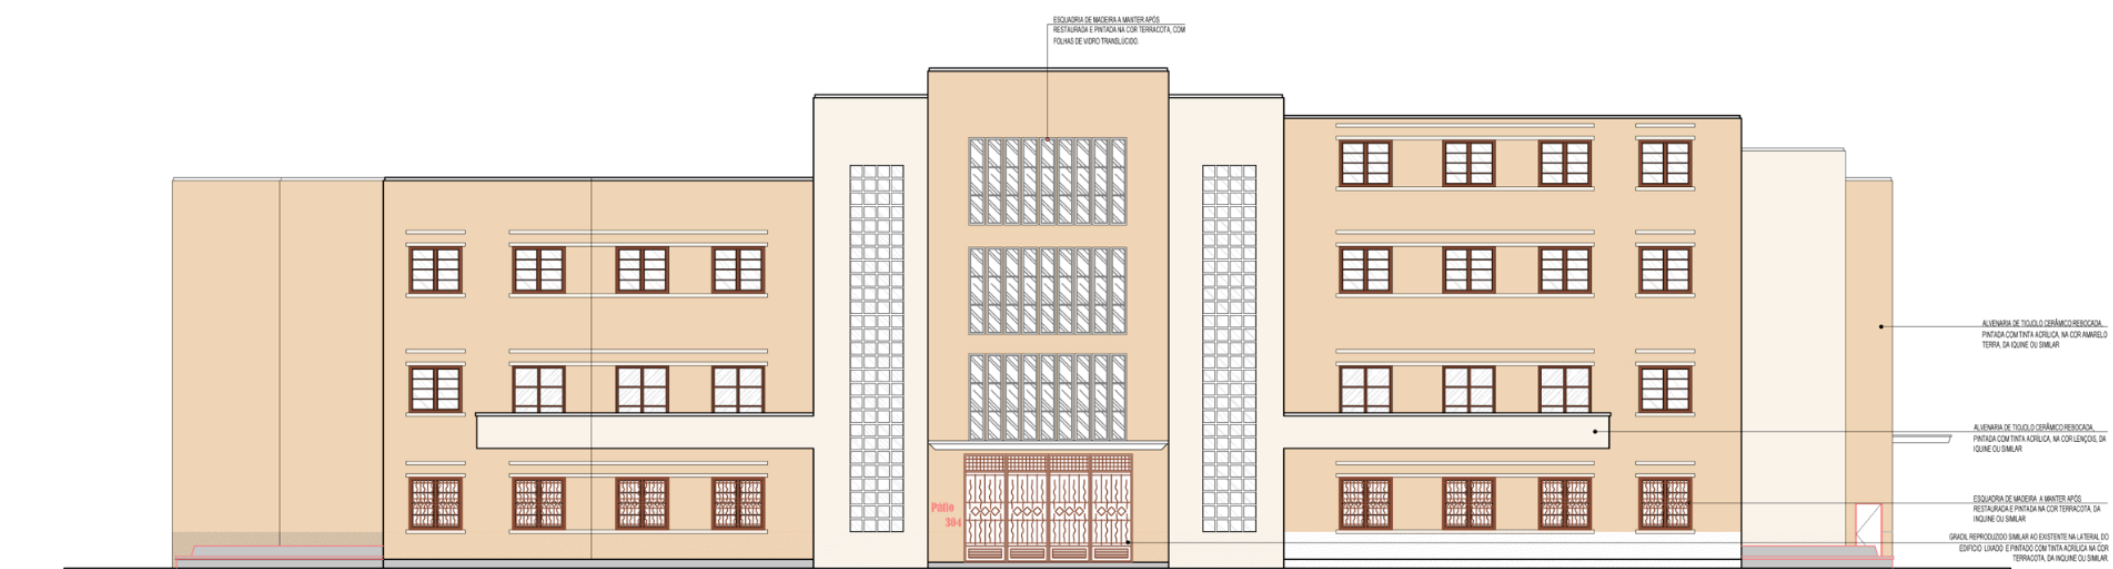 ESQUADRIA DE MADEIRA A MANTER APÓS
RESTAURADA E PINTADA NA COR TERRACOTA, COM
FOLHAS DE VIDRO TRANSLÚCIDO.
ALVENARIA DE TIOJOLO CERÂMICO REBOCADA,
PINTADA COM TINTA ACRÍLICA, NA COR AMARELO
TERRA, DA IQUINE OU SIMILAR
ALVENARIA DE TIOJOLO CERÂMICO REBOCADA,
PINTADA COM TINTA ACRÍLICA, NA COR LENÇOIS, DA
IQUINE OU SIMILAR
ESQUADRIA DE MADEIRA A MANTER APÓS
RESTAURADA E PINTADA NA COR TERRACOTA, DA
INQUINE OU SIMILAR
Pátio
304
GRADIL REPRODUZIDO SIMILAR AO EXISTENTE NA LATERAL DO
EDIFICIO LIXADO E PINTADO COM TINTA ACRÍLICA NA COR
TERRACOTA, DA INQUINE OU SIMILAR.